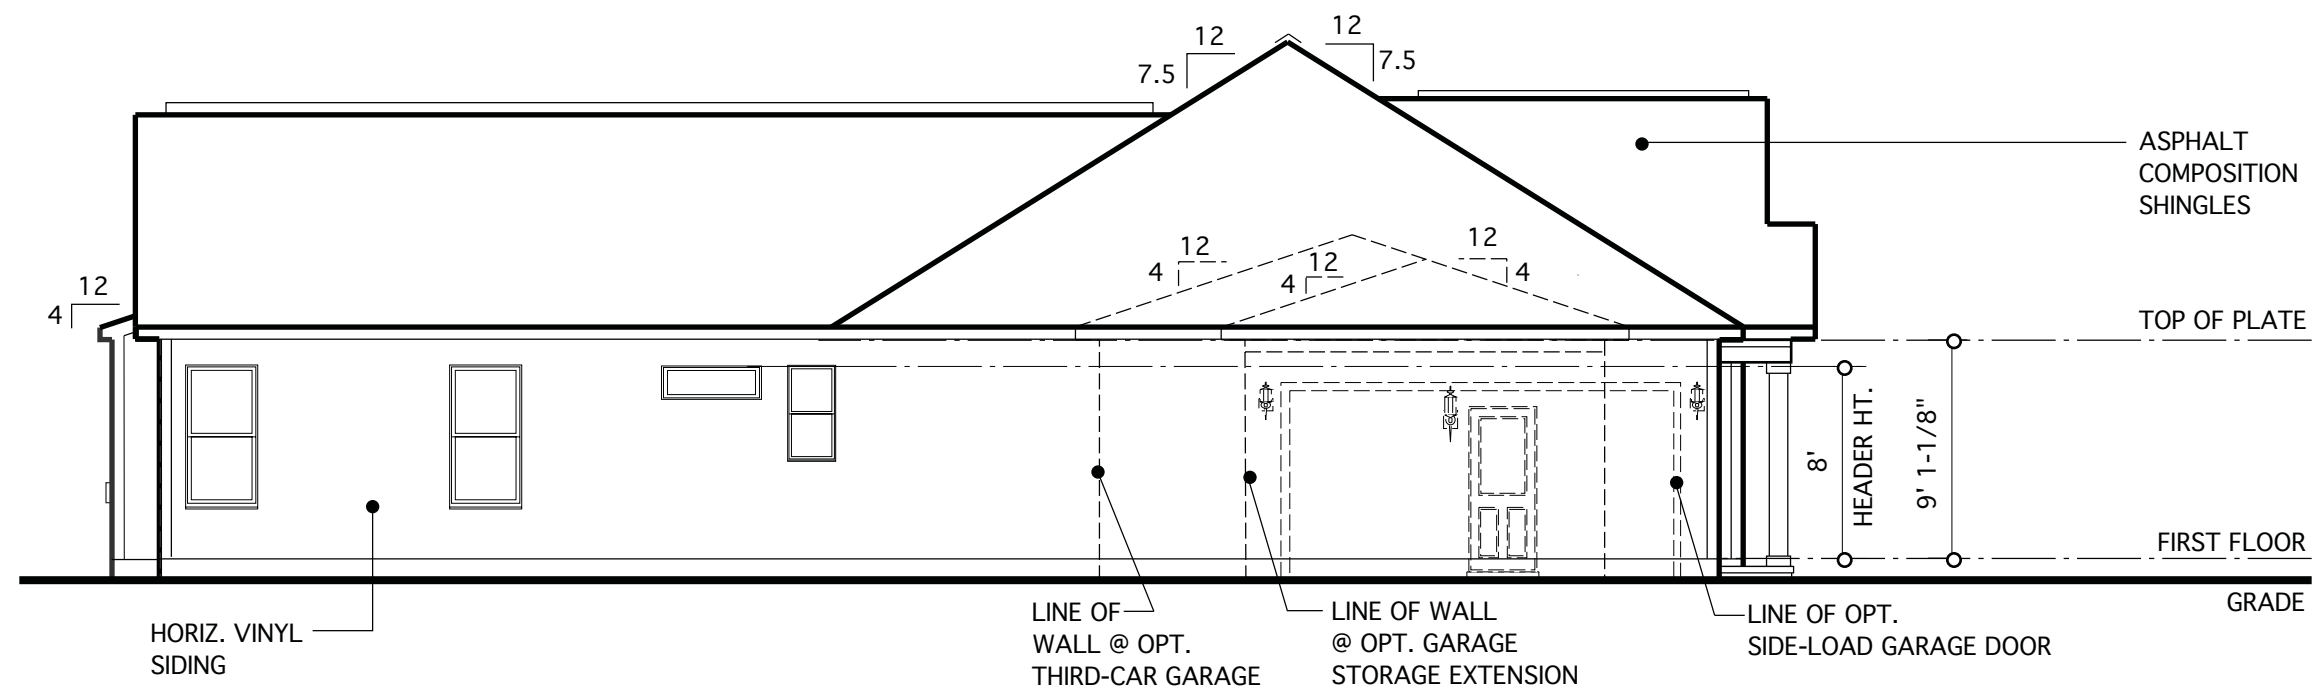 12
12
7.5
7.5
ASPHALT
COMPOSITION
SHINGLES
12
12
12
4
4
4
12
4
TOP OF PLATE
8'
HEADER HT.
9' 1-1/8"
FIRST FLOOR
GRADE
HORIZ. VINYL
SIDING
LINE OF
WALL @ OPT.
THIRD-CAR GARAGE
LINE OF WALL
@ OPT. GARAGE
STORAGE EXTENSION
LINE OF OPT.
SIDE-LOAD GARAGE DOOR